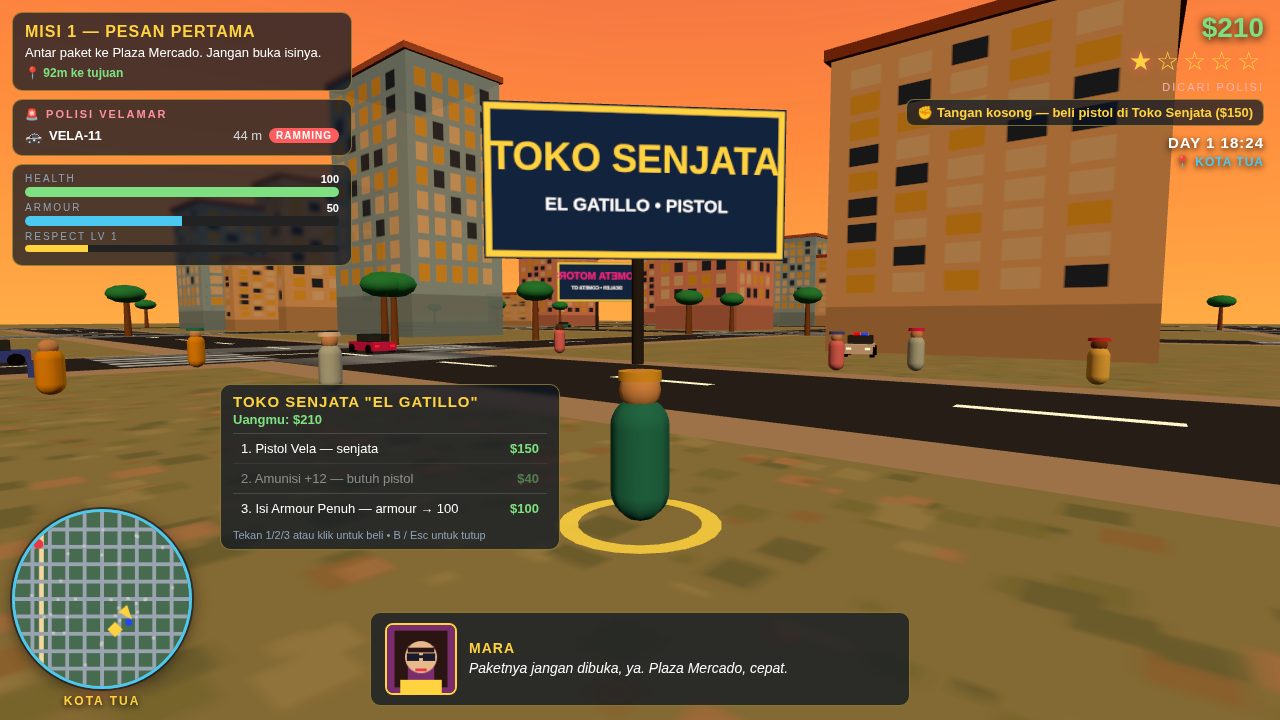 MISI 1 — PESAN PERTAMA
Antar paket ke Plaza Mercado. Jangan buka isinya.
📍 92m ke tujuan
🚨 POLISI VELAMAR
🚓 VELA-11 44 m RAMMING
HEALTH 100
ARMOUR 50
RESPECT LV 1
$210
★☆☆☆☆
DICARI POLISI
✊ Tangan kosong — beli pistol di Toko Senjata ($150)
DAY 1 18:24
📍 KOTA TUA
TOKO SENJATA
EL GATILLO • PISTOL
COMETA MOTOR
DEALER • COMETA GT
TOKO SENJATA "EL GATILLO"
Uangmu: $210
1. Pistol Vela — senjata $150
2. Amunisi +12 — butuh pistol $40
3. Isi Armour Penuh — armour → 100 $100
Tekan 1/2/3 atau klik untuk beli • B / Esc untuk tutup
MARA
Paketnya jangan dibuka, ya. Plaza Mercado, cepat.
KOTA TUA